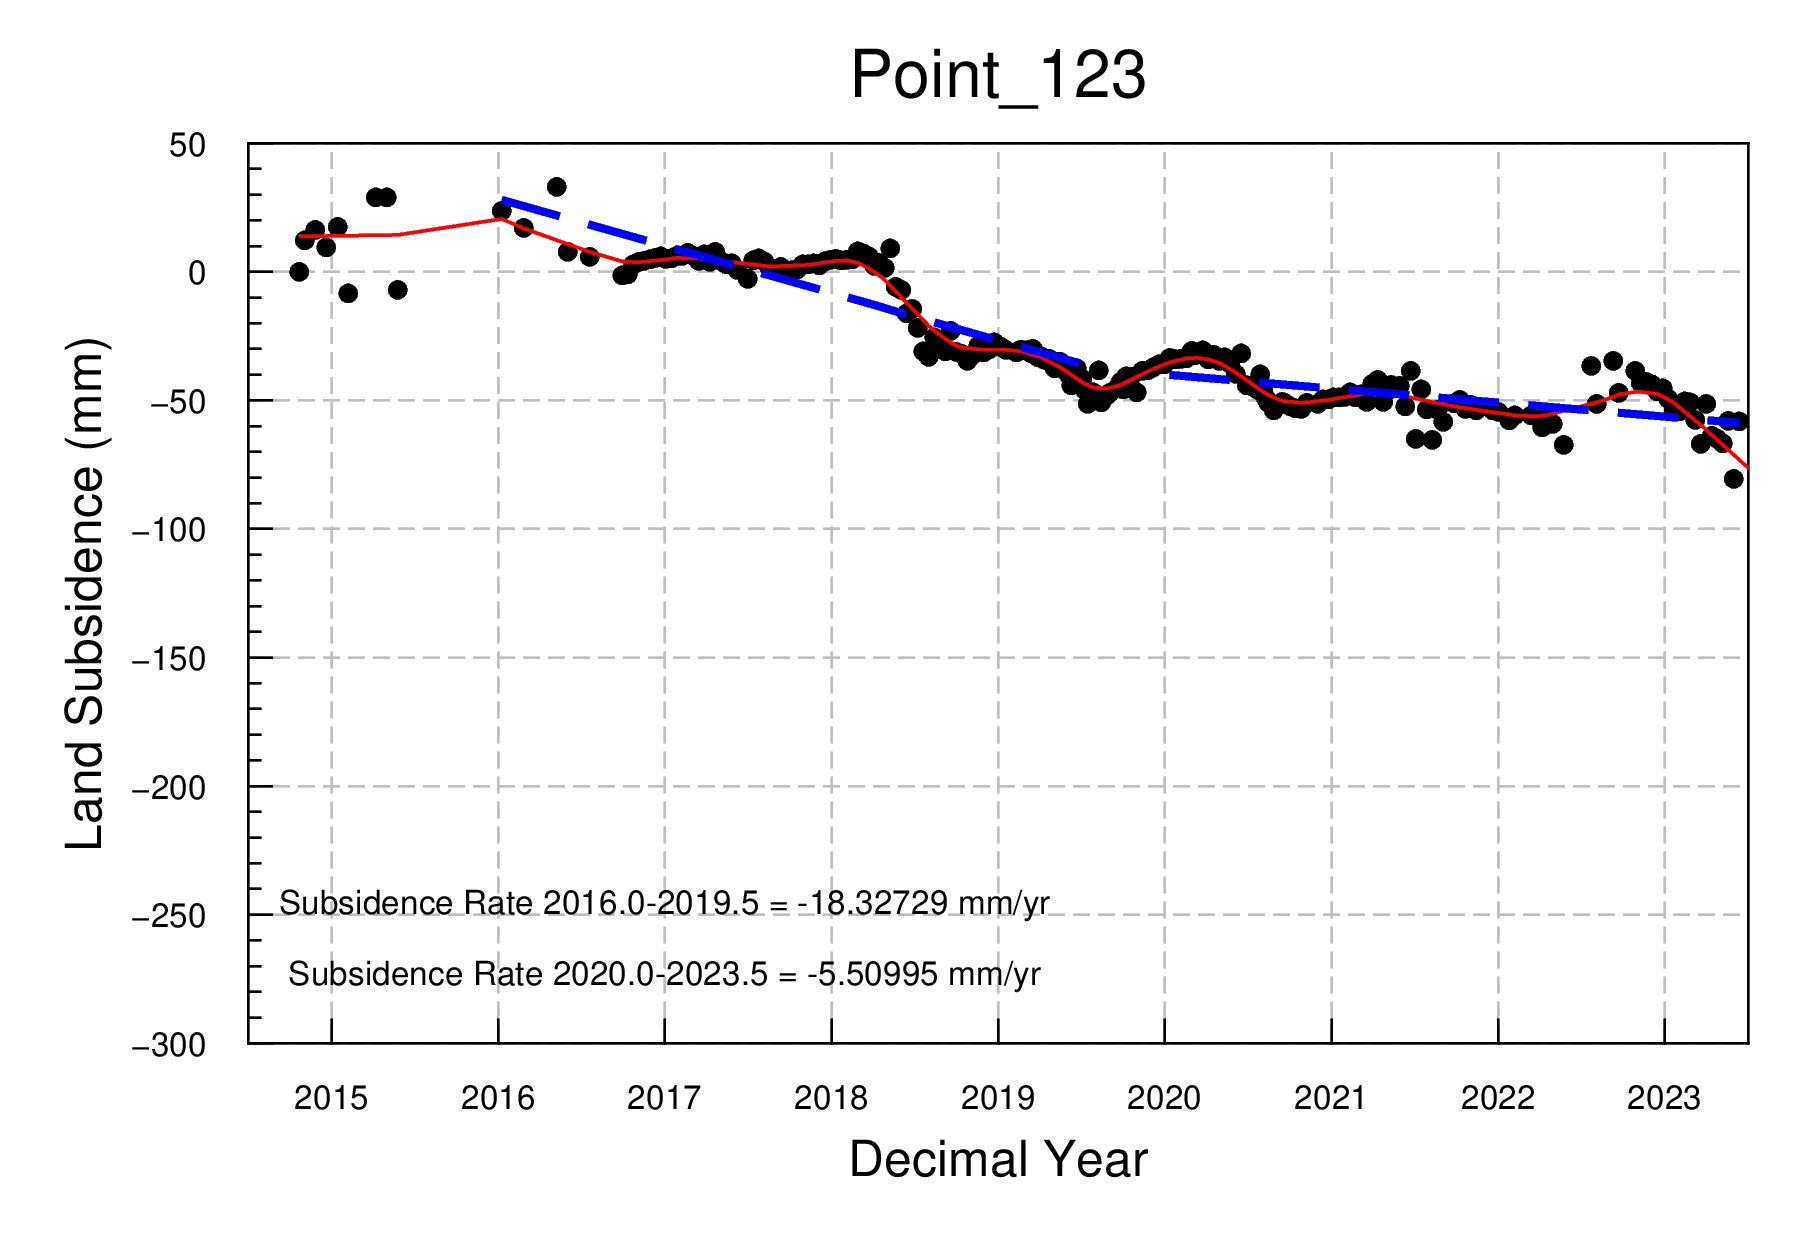 Point_123
50
0
−50
−100
−150
−200
−250
−300
Land Subsidence (mm)
Subsidence Rate 2016.0-2019.5 = -18.32729 mm/yr
Subsidence Rate 2020.0-2023.5 = -5.50995 mm/yr
2015 2016 2017 2018 2019 2020 2021 2022 2023
Decimal Year